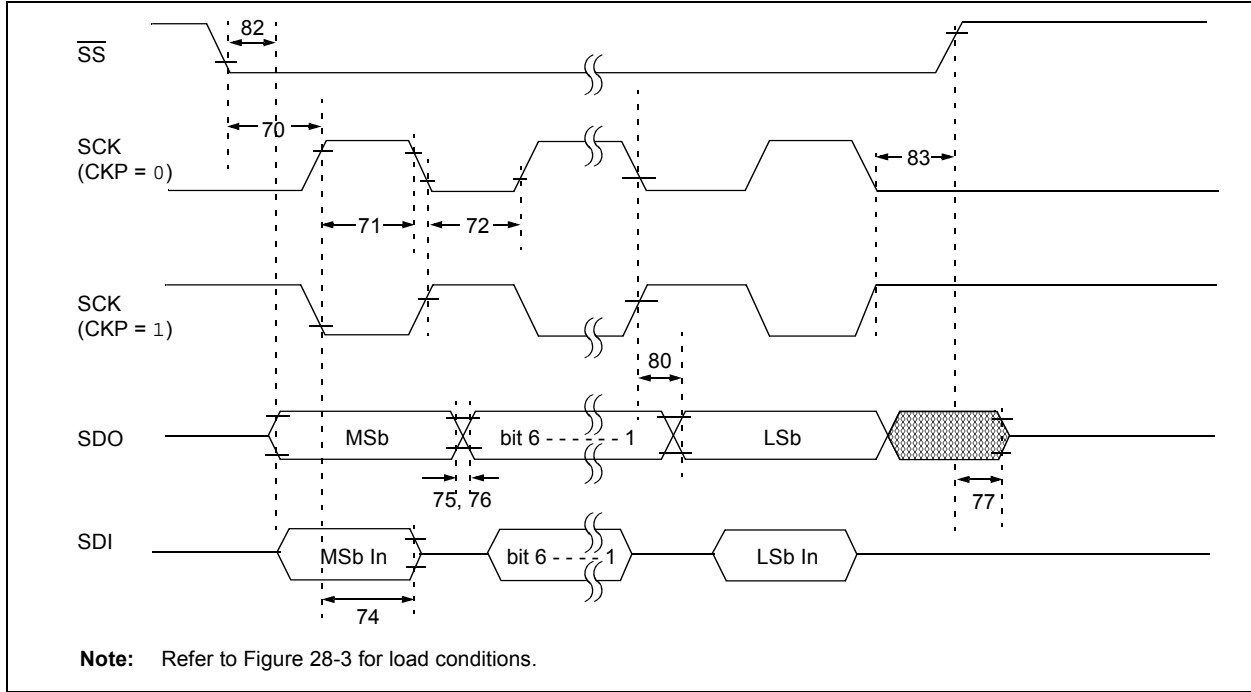 82
SS
70
SCK
(CKP = 0)
83
71
72
SCK
(CKP = 1)
80
SDO
MSb
bit 6 - - - - - - 1
LSb
75, 76
77
SDI
MSb In
bit 6 - - - - - 1
LSb In
74
Note: Refer to Figure 28-3 for load conditions.